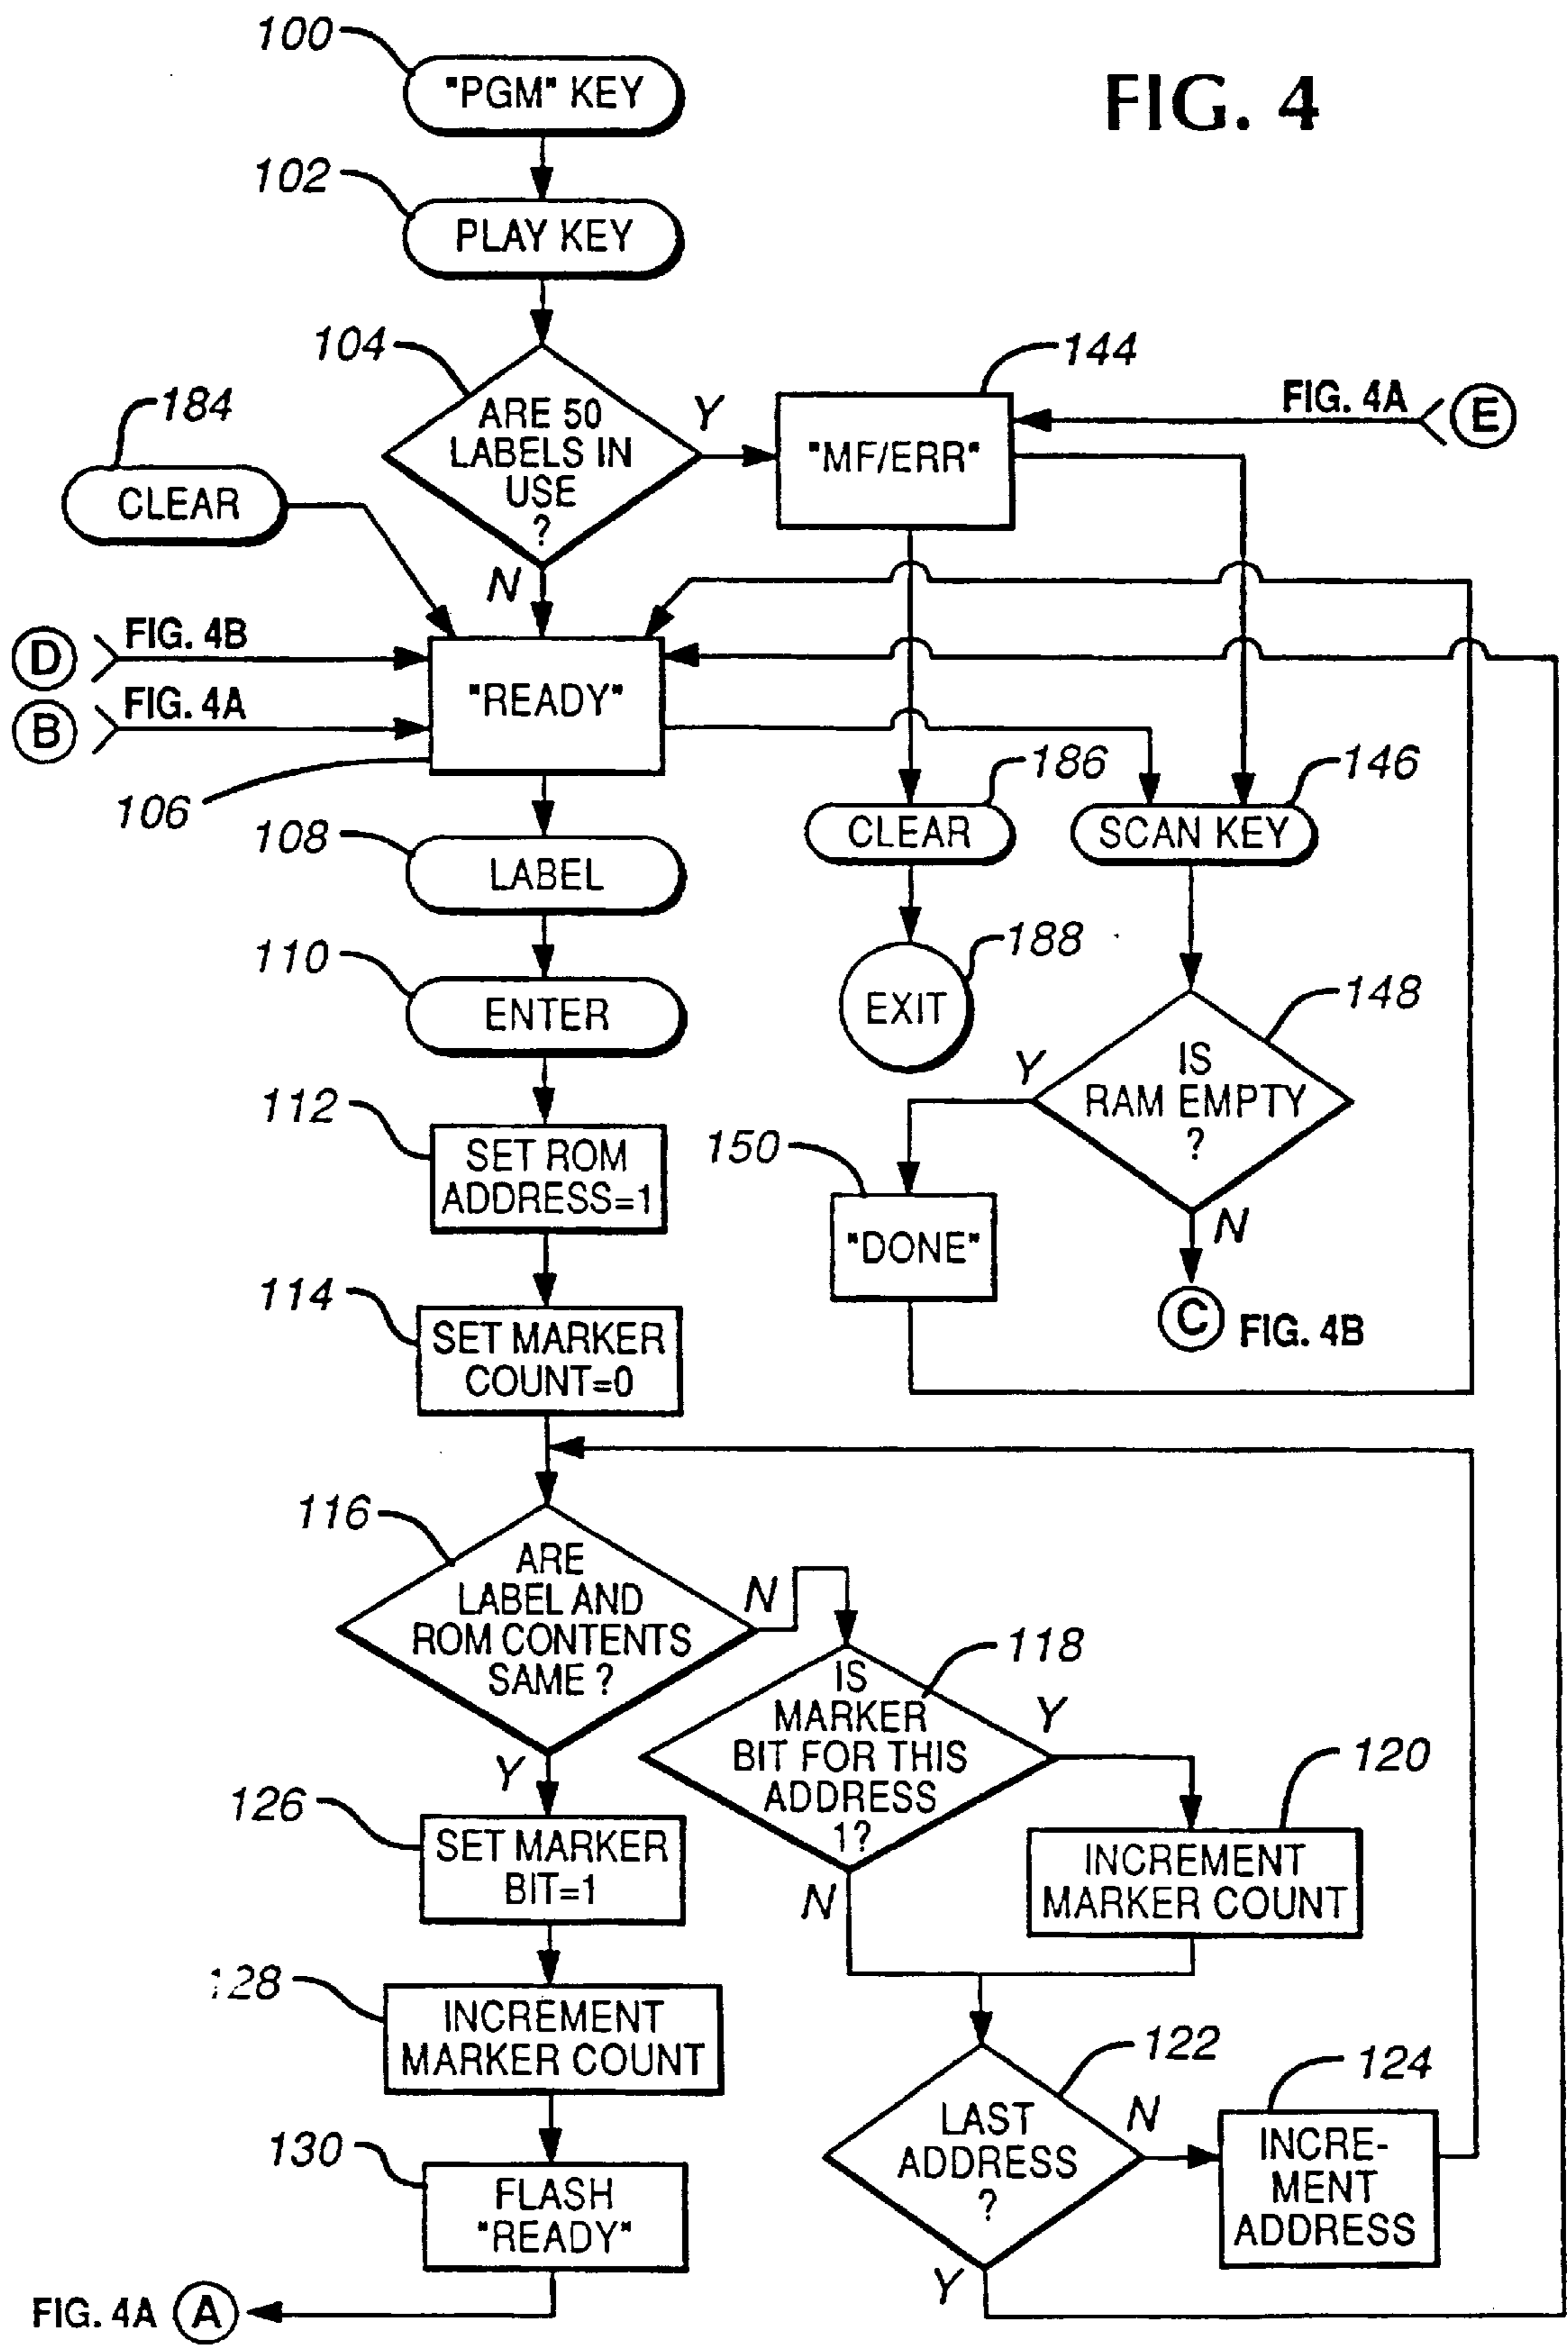 FIG. 4
100
"PGM" KEY
102
PLAY KEY
104
ARE 50
LABELS IN
USE
?
Y
N
144
"MF/ERR"
FIG. 4A
E
184
CLEAR
D
FIG. 4B
B
FIG. 4A
"READY"
106
186
CLEAR
146
SCAN KEY
108
LABEL
188
EXIT
110
ENTER
148
IS
RAM EMPTY
?
Y
N
112
SET ROM
ADDRESS=1
150
"DONE"
C
FIG. 4B
114
SET MARKER
COUNT=0
116
ARE
LABEL AND
ROM CONTENTS
SAME ?
N
Y
118
IS
MARKER
BIT FOR THIS
ADDRESS
1?
Y
N
120
INCREMENT
MARKER COUNT
126
SET MARKER
BIT=1
128
INCREMENT
MARKER COUNT
122
LAST
ADDRESS
?
N
Y
124
INCRE-
MENT
ADDRESS
130
FLASH
"READY"
FIG. 4A
A